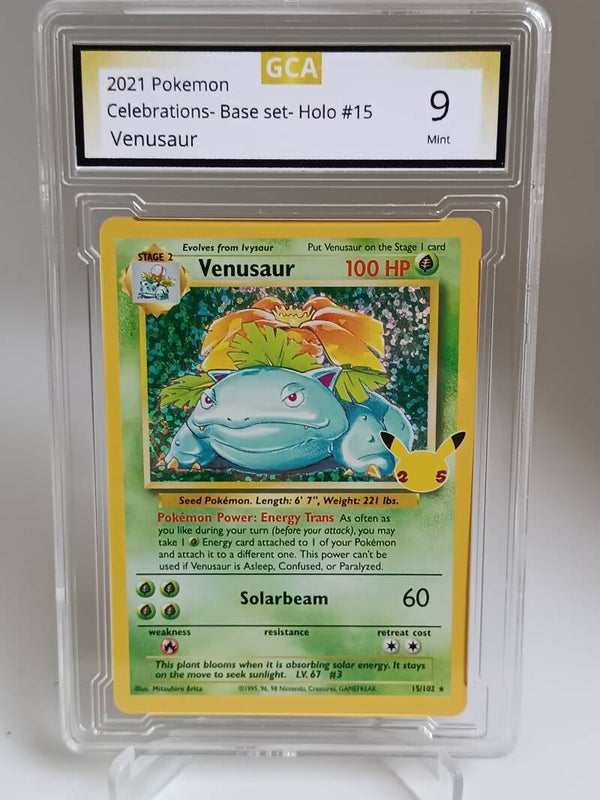 GCA
2021 Pokemon
Celebrations- Base set- Holo #15
Venusaur
9
Mint
Evolves from Ivysaur
Put Venusaur on the Stage 1 card
STAGE 2
Venusaur
100 HP
2 5
Seed Pokémon. Length: 6' 7", Weight: 221 lbs.
Pokémon Power: Energy Trans As often as
you like during your turn (before your attack), you may
take 1 Energy card attached to 1 of your Pokémon
and attach it to a different one. This power can't be
used if Venusaur is Asleep, Confused, or Paralyzed.
Solarbeam 60
weakness resistance retreat cost
This plant blooms when it is absorbing solar energy. It stays
on the move to seek sunlight. LV. 67 #3
Illus. Mitsuhiro Arita ©1995, 96, 98 Nintendo, Creatures, GAMEFREAK. 15/102 ★